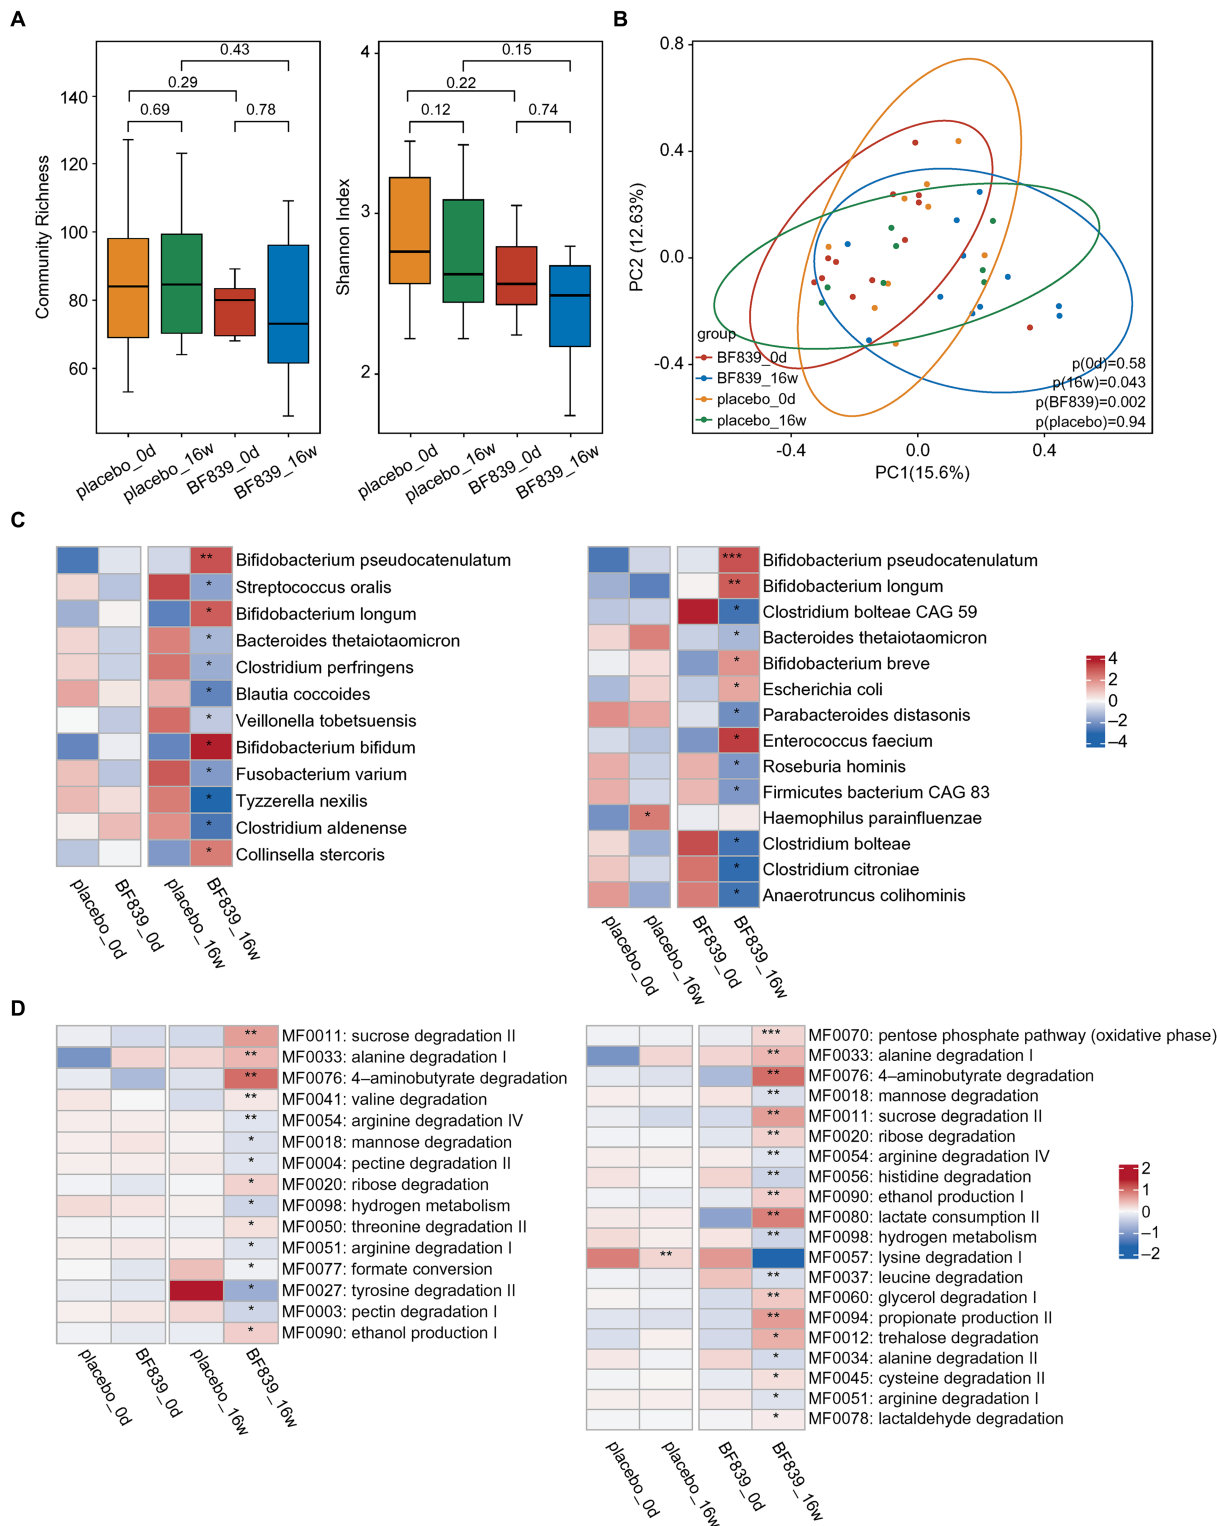 A
B
Community Richness
140
120
100
80
60
0.43
0.29
0.69
0.78
placebo_0d
placebo_16w
BF839_0d
BF839_16w
Shannon Index
4
3
2
0.15
0.22
0.12
0.74
placebo_0d
placebo_16w
BF839_0d
BF839_16w
PC2 (12.63%)
0.8
0.4
0.0
-0.4
group
BF839_0d
BF839_16w
placebo_0d
placebo_16w
p(0d)=0.58
p(16w)=0.043
p(BF839)=0.002
p(placebo)=0.94
-0.4
0.0
0.4
PC1(15.6%)
C
** Bifidobacterium pseudocatenulatum
* Streptococcus oralis
* Bifidobacterium longum
* Bacteroides thetaiotaomicron
* Clostridium perfringens
* Blautia coccoides
* Veillonella tobetsuensis
* Bifidobacterium bifidum
* Fusobacterium varium
* Tyzzerella nexilis
* Clostridium aldenense
* Collinsella stercoris
placebo_0d
BF839_0d
placebo_16w
BF839_16w
*** Bifidobacterium pseudocatenulatum
** Bifidobacterium longum
* Clostridium bolteae CAG 59
* Bacteroides thetaiotaomicron
* Bifidobacterium breve
* Escherichia coli
* Parabacteroides distasonis
* Enterococcus faecium
* Roseburia hominis
* Firmicutes bacterium CAG 83
* Haemophilus parainfluenzae
* Clostridium bolteae
* Clostridium citroniae
* Anaerotruncus colihominis
placebo_0d
placebo_16w
BF839_0d
BF839_16w
4
2
0
−2
−4
D
** MF0011: sucrose degradation II
** MF0033: alanine degradation I
** MF0076: 4−aminobutyrate degradation
** MF0041: valine degradation
** MF0054: arginine degradation IV
* MF0018: mannose degradation
* MF0004: pectine degradation II
* MF0020: ribose degradation
* MF0098: hydrogen metabolism
* MF0050: threonine degradation II
* MF0051: arginine degradation I
* MF0077: formate conversion
* MF0027: tyrosine degradation II
* MF0003: pectin degradation I
* MF0090: ethanol production I
placebo_0d
BF839_0d
placebo_16w
BF839_16w
*** MF0070: pentose phosphate pathway (oxidative phase)
** MF0033: alanine degradation I
** MF0076: 4−aminobutyrate degradation
** MF0018: mannose degradation
** MF0011: sucrose degradation II
** MF0020: ribose degradation
** MF0054: arginine degradation IV
** MF0056: histidine degradation
** MF0090: ethanol production I
** MF0080: lactate consumption II
** MF0098: hydrogen metabolism
** MF0057: lysine degradation I
** MF0037: leucine degradation
** MF0060: glycerol degradation I
** MF0094: propionate production II
* MF0012: trehalose degradation
* MF0034: alanine degradation II
* MF0045: cysteine degradation II
* MF0051: arginine degradation I
* MF0078: lactaldehyde degradation
placebo_0d
placebo_16w
BF839_0d
BF839_16w
2
1
0
−1
−2